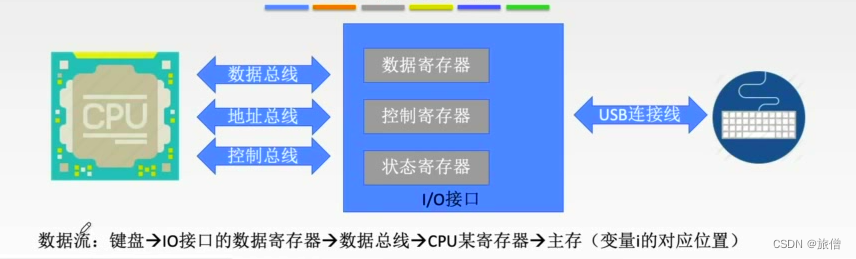 CPU
数据总线
地址总线
控制总线
数据寄存器
控制寄存器
状态寄存器
I/O接口
USB连接线
数据流：键盘→IO接口的数据寄存器→数据总线→CPU某寄存器→主存（变量i的对应位置）
CSDN @旅僧